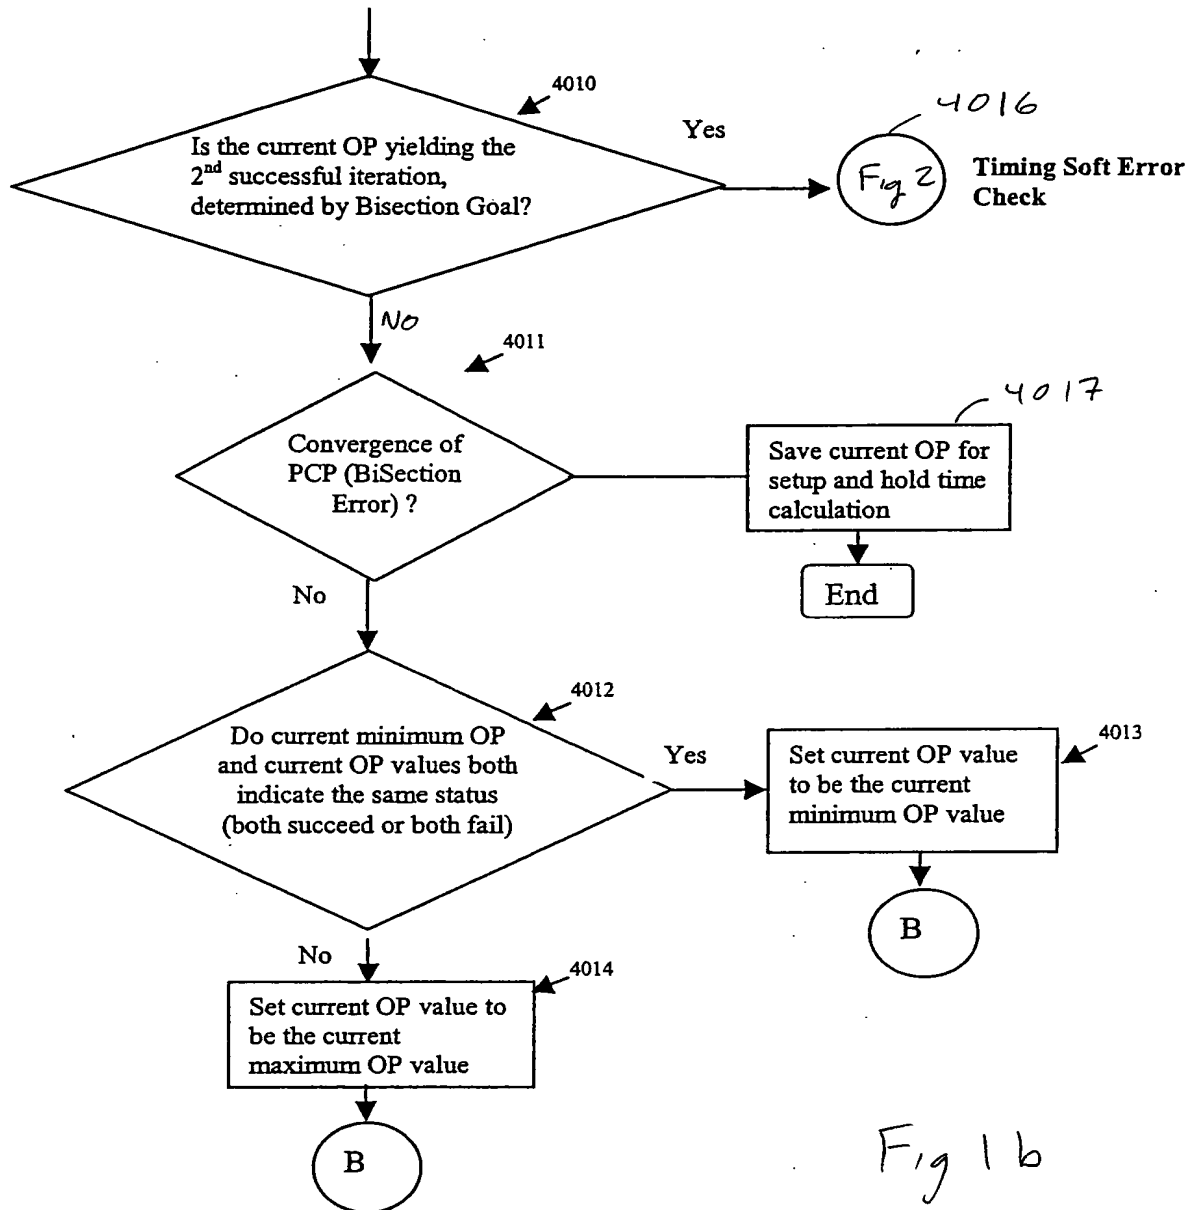 4010
4016
Is the current OP yielding the
2nd successful iteration,
determined by Bisection Goal?
Yes
Fig 2
Timing Soft Error
Check
No
4011
4017
Convergence of
PCP (BiSection
Error) ?
Save current OP for
setup and hold time
calculation
End
No
4012
Do current minimum OP
and current OP values both
indicate the same status
(both succeed or both fail)
Yes
4013
Set current OP value
to be the current
minimum OP value
B
No
4014
Set current OP value to
be the current
maximum OP value
B
Fig 1b